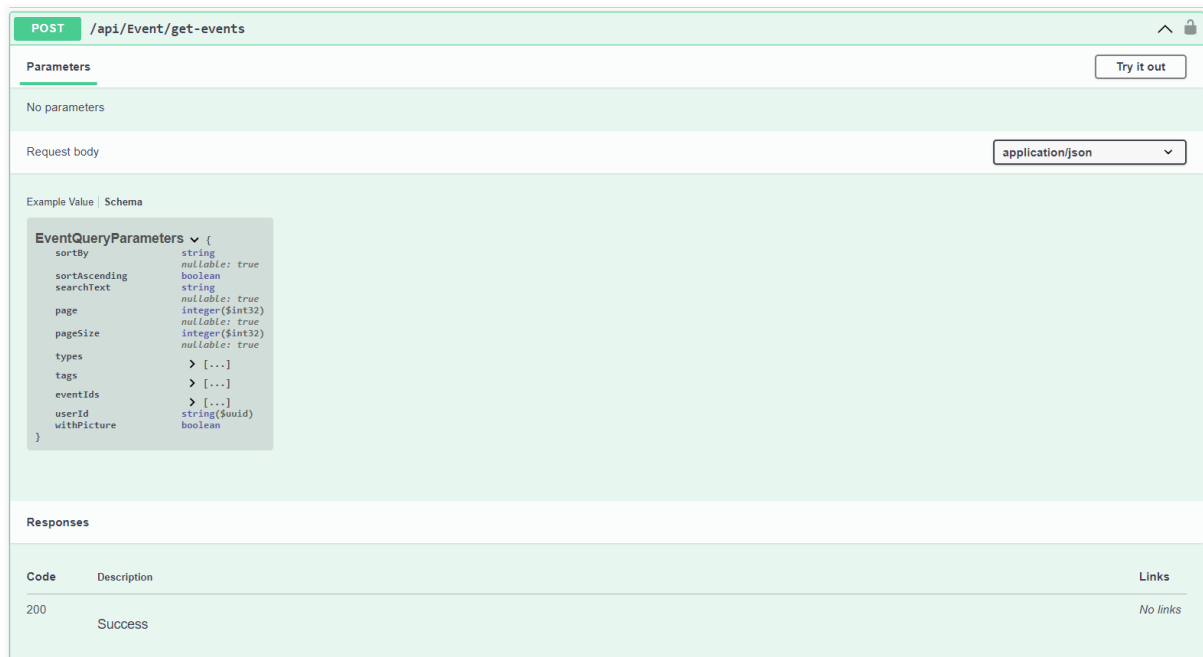 POST /api/Event/get-events
Parameters
Try it out
No parameters
Request body
application/json
Example Value | Schema
EventQueryParameters {
sortBy string
nullable: true
sortAscending boolean
searchText string
nullable: true
page integer($int32)
nullable: true
pageSize integer($int32)
nullable: true
types
> [...]
tags
> [...]
eventIds
> [...]
userId string($uuid)
withPicture boolean
}
Responses
Code Description Links
200 No links
Success